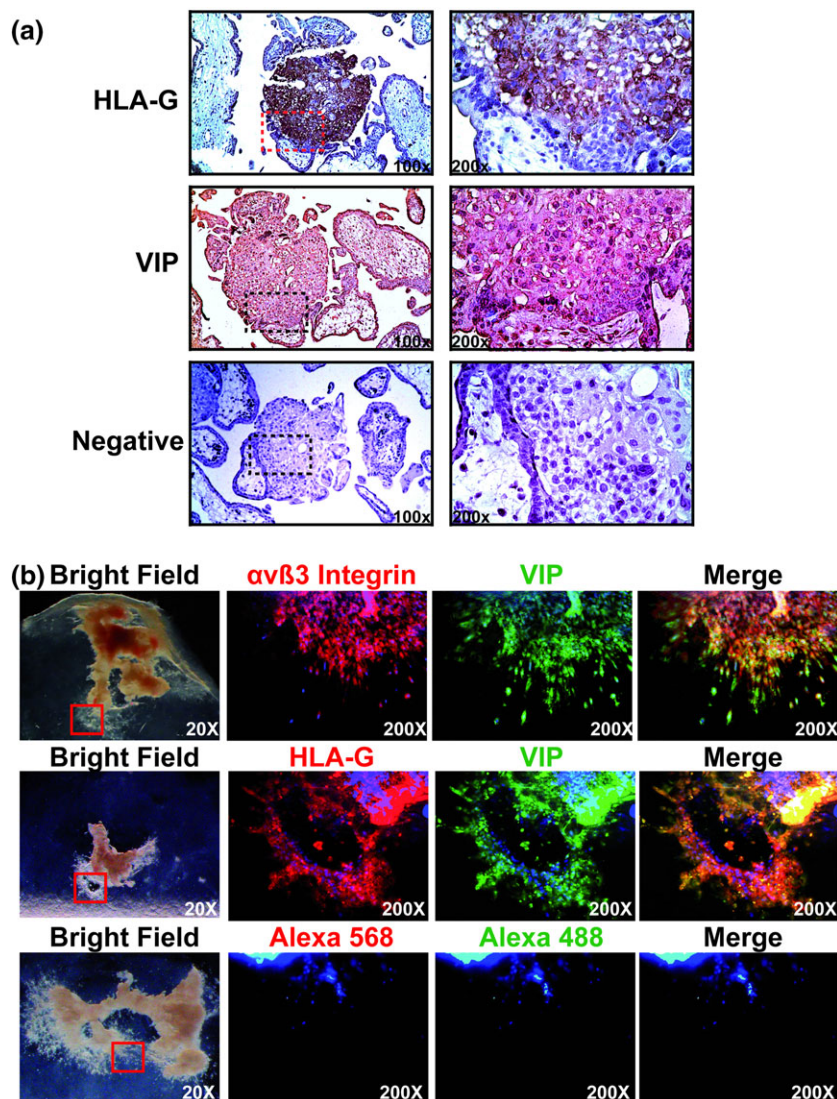 (a)
HLA-G
100x
200x
VIP
100x
200x
Negative
100x
200x
(b) Bright Field αvß3 Integrin VIP Merge
20X 200X 200X 200X
Bright Field HLA-G VIP Merge
20X 200X 200X 200X
Bright Field Alexa 568 Alexa 488 Merge
20X 200X 200X 200X